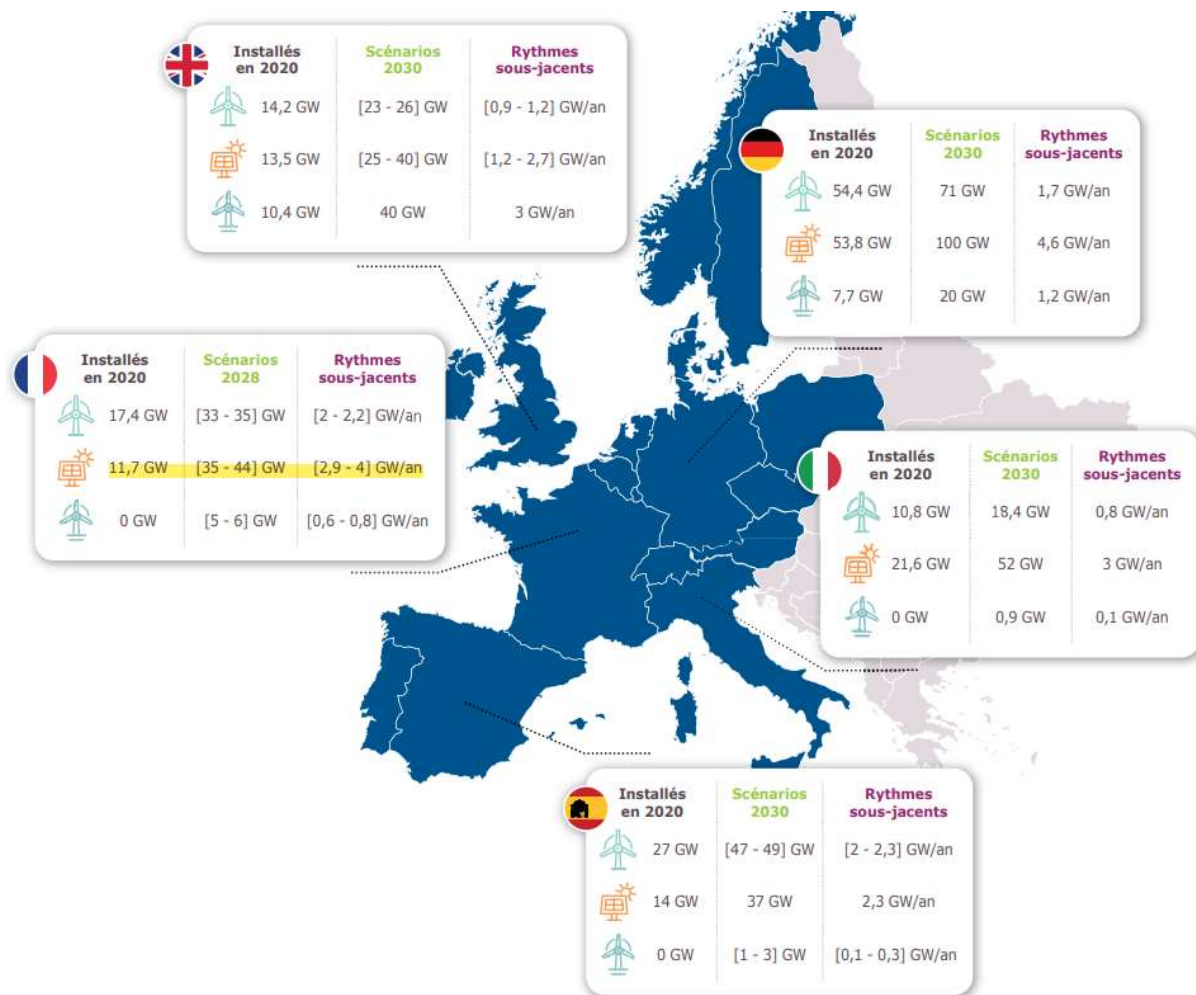 Installés en 2020 Scénarios 2030 Rythmes sous-jacents
14,2 GW [23 - 26] GW [0,9 - 1,2] GW/an
13,5 GW [25 - 40] GW [1,2 - 2,7] GW/an
10,4 GW 40 GW 3 GW/an
Installés en 2020 Scénarios 2030 Rythmes sous-jacents
54,4 GW 71 GW 1,7 GW/an
53,8 GW 100 GW 4,6 GW/an
7,7 GW 20 GW 1,2 GW/an
Installés en 2020 Scénarios 2028 Rythmes sous-jacents
17,4 GW [33 - 35] GW [2 - 2,2] GW/an
11,7 GW [35 - 44] GW [2,9 - 4] GW/an
0 GW [5 - 6] GW [0,6 - 0,8] GW/an
Installés en 2020 Scénarios 2030 Rythmes sous-jacents
10,8 GW 18,4 GW 0,8 GW/an
21,6 GW 52 GW 3 GW/an
0 GW 0,9 GW 0,1 GW/an
Installés en 2020 Scénarios 2030 Rythmes sous-jacents
27 GW [47 - 49] GW [2 - 2,3] GW/an
14 GW 37 GW 2,3 GW/an
0 GW [1 - 3] GW [0,1 - 0,3] GW/an